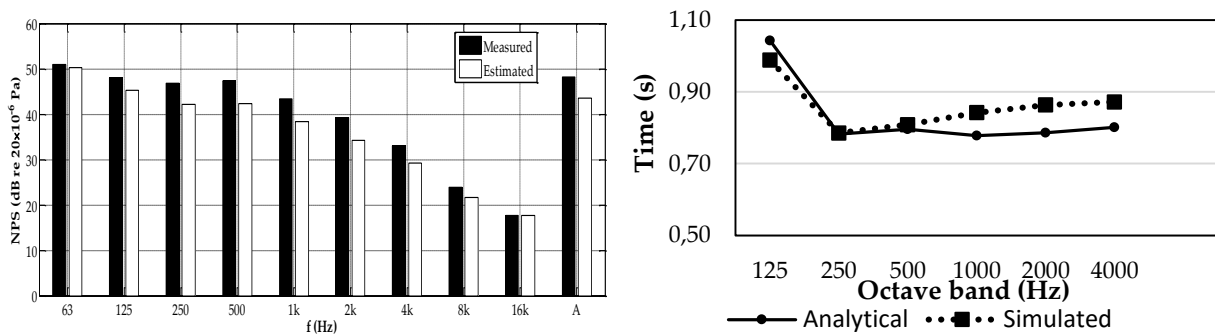 60
50
40
30
20
10
0
NPS (dB re 20×10⁻⁶ Pa)
Measured
Estimated
63 125 250 500 1k 2k 4k 8k 16k A
f (Hz)
1,10
0,90
0,70
0,50
Time (s)
125 250 500 1000 2000 4000
Octave band (Hz)
Analytical Simulated